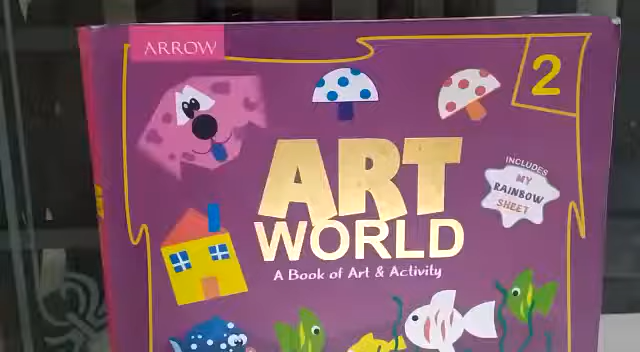 ARROW
2
ART
WORLD
A Book of Art & Activity
INCLUDES
MY
RAINBOW
SHEET